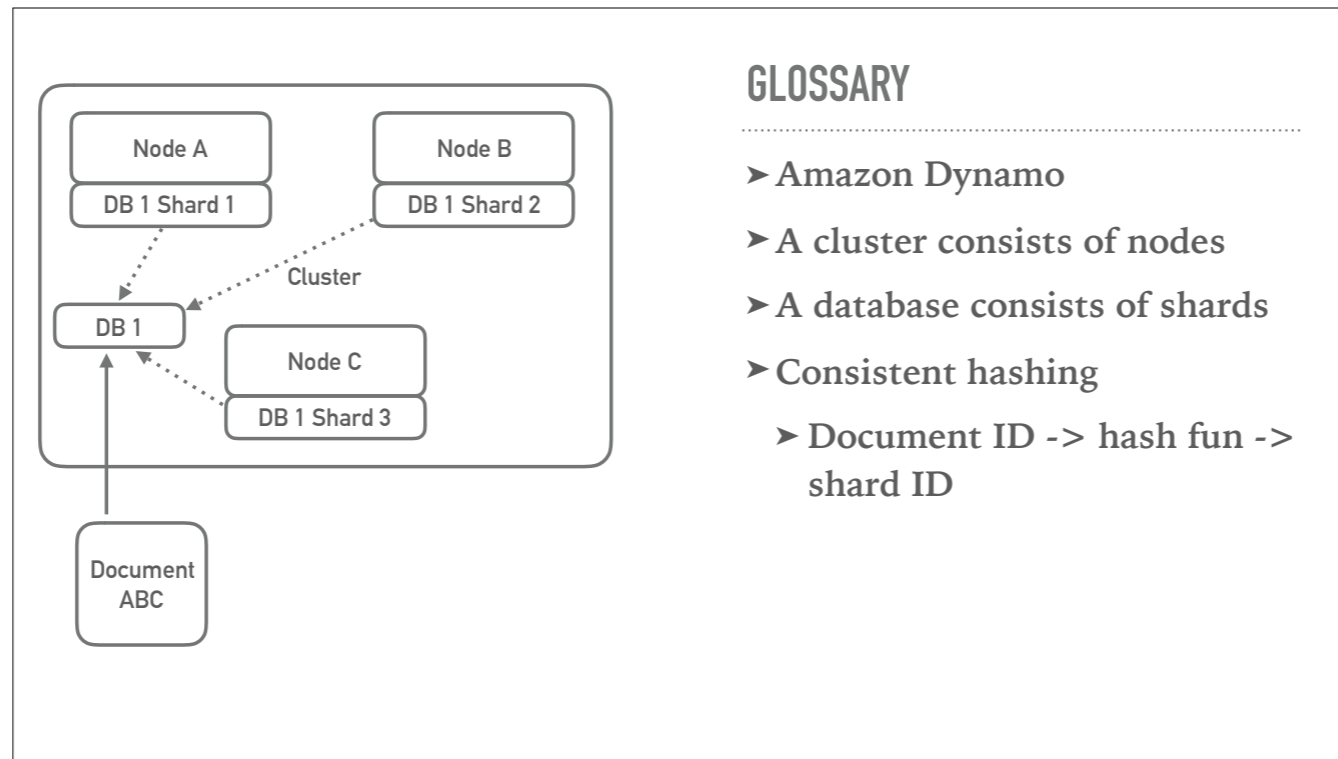 Node A
DB 1 Shard 1
Node B
DB 1 Shard 2
Cluster
DB 1
Node C
DB 1 Shard 3
Document
ABC
GLOSSARY
➤ Amazon Dynamo
➤ A cluster consists of nodes
➤ A database consists of shards
➤ Consistent hashing
➤ Document ID -> hash fun ->
shard ID